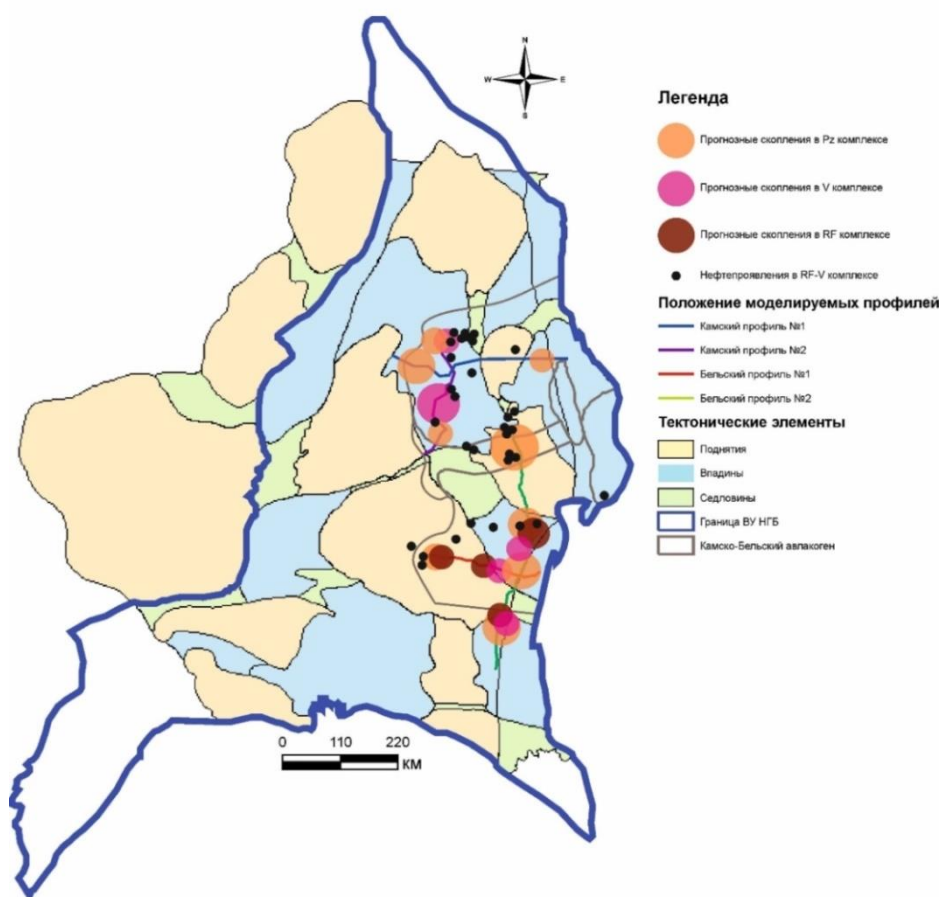 N
W E
S
Легенда
Прогнозные скопления в Pz комплексе
Прогнозные скопления в V комплексе
Прогнозные скопления в RF комплексе
Нефтепроявления в RF-V комплексе
Положение моделируемых профилей
Камский профиль №1
Камский профиль №2
Бельский профиль №1
Бельский профиль №2
Тектонические элементы
Поднятия
Впадины
Седловины
Граница ВУ НГБ
Камско-Бельский авлакоген
0 110 220
КМ